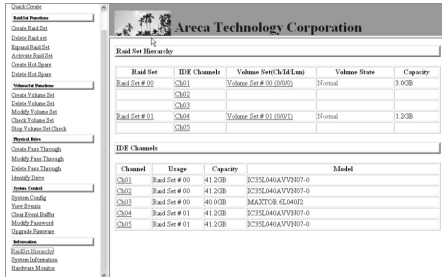 Quick Create
Raid Set Functions
Create Raid Set
Delete Raid set
Expand Raid Set
Activate Raid Set
Create Hot Spare
Delete Hot Spare
Volume Set Functions
Create Volume Set
Delete Volume Set
Modify Volume Set
Check Volume Set
Stop Volume Set Check
Physical Drive
Create Pass Through
Modify Pass Through
Delete Pass Through
Identify Drive
System Control
System Config
View Events
Clear Event Buffer
Modify Password
Upgrade Firmware
Information
RaidSet Hierarchy
System Information
Hardware Monitor
Areca Technology Corporation
Raid Set Hierarchy
Raid Set IDE Channels Volume Set(Ch/Id/Lun) Volume State Capacity
Raid Set # 00 Ch01 Volume Set # 00 (0/0/0) Normal 3.0GB
Ch02
Ch03
Raid Set # 01 Ch04 Volume Set # 01 (0/0/1) Normal 1.2GB
Ch05
IDE Channels
Channel Usage Capacity Model
Ch01 Raid Set # 00 41.2GB IC35L040AVVN07-0
Ch02 Raid Set # 00 41.2GB IC35L040AVVN07-0
Ch03 Raid Set # 00 40.0GB MAXTOR 6L040J2
Ch04 Raid Set # 01 41.2GB IC35L040AVVN07-0
Ch05 Raid Set # 01 41.2GB IC35L040AVVN07-0